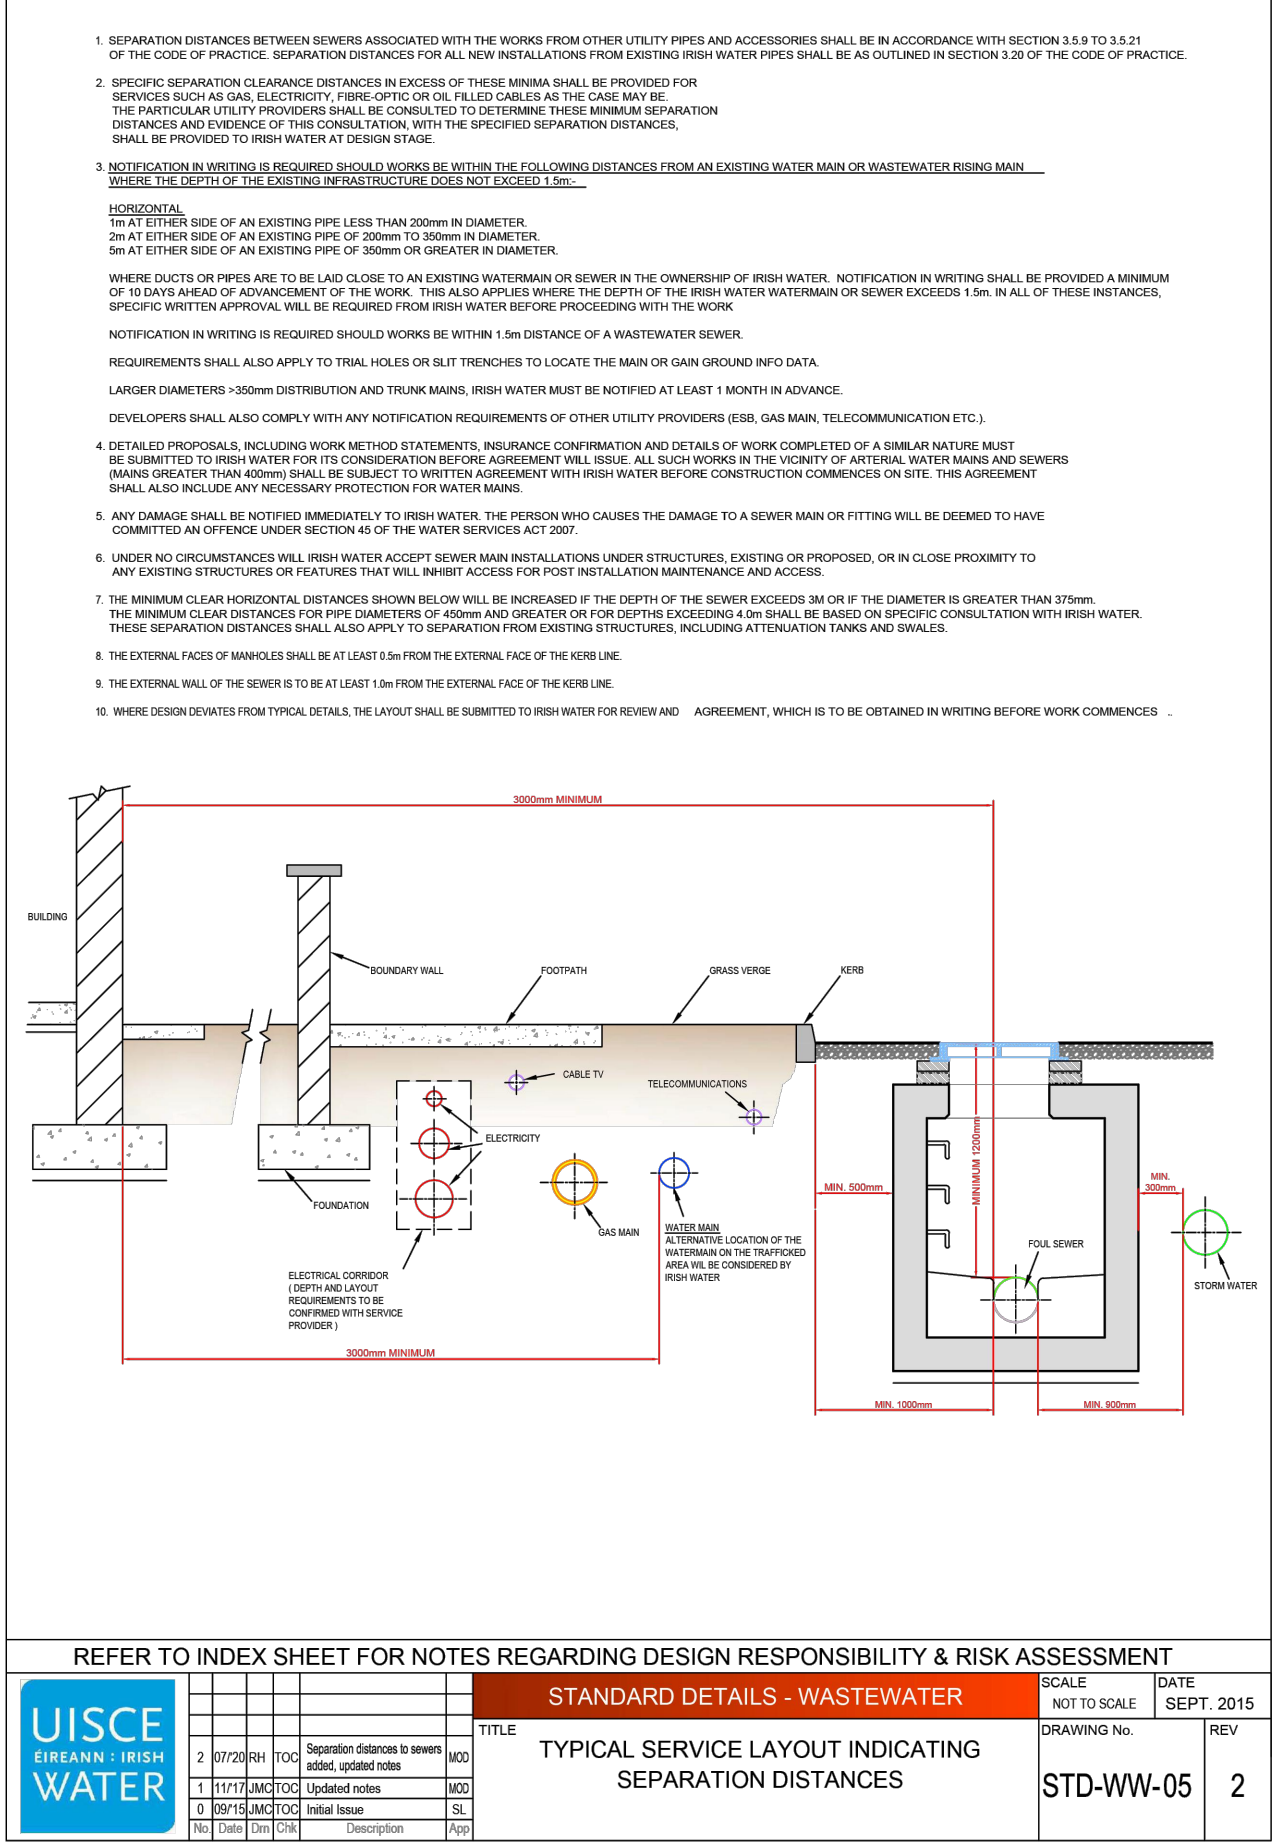 1. SEPARATION DISTANCES BETWEEN SEWERS ASSOCIATED WITH THE WORKS FROM OTHER UTILITY PIPES AND ACCESSORIES SHALL BE IN ACCORDANCE WITH SECTION 3.5.9 TO 3.5.21
OF THE CODE OF PRACTICE. SEPARATION DISTANCES FOR ALL NEW INSTALLATIONS FROM EXISTING IRISH WATER PIPES SHALL BE AS OUTLINED IN SECTION 3.20 OF THE CODE OF PRACTICE.
2. SPECIFIC SEPARATION CLEARANCE DISTANCES IN EXCESS OF THESE MINIMA SHALL BE PROVIDED FOR
SERVICES SUCH AS GAS, ELECTRICITY, FIBRE-OPTIC OR OIL FILLED CABLES AS THE CASE MAY BE.
THE PARTICULAR UTILITY PROVIDERS SHALL BE CONSULTED TO DETERMINE THESE MINIMUM SEPARATION
DISTANCES AND EVIDENCE OF THIS CONSULTATION, WITH THE SPECIFIED SEPARATION DISTANCES,
SHALL BE PROVIDED TO IRISH WATER AT DESIGN STAGE.
3. NOTIFICATION IN WRITING IS REQUIRED SHOULD WORKS BE WITHIN THE FOLLOWING DISTANCES FROM AN EXISTING WATER MAIN OR WASTEWATER RISING MAIN
WHERE THE DEPTH OF THE EXISTING INFRASTRUCTURE DOES NOT EXCEED 1.5m:-
HORIZONTAL
1m AT EITHER SIDE OF AN EXISTING PIPE LESS THAN 200mm IN DIAMETER.
2m AT EITHER SIDE OF AN EXISTING PIPE OF 200mm TO 350mm IN DIAMETER.
5m AT EITHER SIDE OF AN EXISTING PIPE OF 350mm OR GREATER IN DIAMETER.
WHERE DUCTS OR PIPES ARE TO BE LAID CLOSE TO AN EXISTING WATERMAIN OR SEWER IN THE OWNERSHIP OF IRISH WATER. NOTIFICATION IN WRITING SHALL BE PROVIDED A MINIMUM
OF 10 DAYS AHEAD OF ADVANCEMENT OF THE WORK. THIS ALSO APPLIES WHERE THE DEPTH OF THE IRISH WATER WATERMAIN OR SEWER EXCEEDS 1.5m. IN ALL OF THESE INSTANCES,
SPECIFIC WRITTEN APPROVAL WILL BE REQUIRED FROM IRISH WATER BEFORE PROCEEDING WITH THE WORK
NOTIFICATION IN WRITING IS REQUIRED SHOULD WORKS BE WITHIN 1.5m DISTANCE OF A WASTEWATER SEWER.
REQUIREMENTS SHALL ALSO APPLY TO TRIAL HOLES OR SLIT TRENCHES TO LOCATE THE MAIN OR GAIN GROUND INFO DATA.
LARGER DIAMETERS >350mm DISTRIBUTION AND TRUNK MAINS, IRISH WATER MUST BE NOTIFIED AT LEAST 1 MONTH IN ADVANCE.
DEVELOPERS SHALL ALSO COMPLY WITH ANY NOTIFICATION REQUIREMENTS OF OTHER UTILITY PROVIDERS (ESB, GAS MAIN, TELECOMMUNICATION ETC.).
4. DETAILED PROPOSALS, INCLUDING WORK METHOD STATEMENTS, INSURANCE CONFIRMATION AND DETAILS OF WORK COMPLETED OF A SIMILAR NATURE MUST
BE SUBMITTED TO IRISH WATER FOR ITS CONSIDERATION BEFORE AGREEMENT WILL ISSUE. ALL SUCH WORKS IN THE VICINITY OF ARTERIAL WATER MAINS AND SEWERS
(MAINS GREATER THAN 400mm) SHALL BE SUBJECT TO WRITTEN AGREEMENT WITH IRISH WATER BEFORE CONSTRUCTION COMMENCES ON SITE. THIS AGREEMENT
SHALL ALSO INCLUDE ANY NECESSARY PROTECTION FOR WATER MAINS.
5. ANY DAMAGE SHALL BE NOTIFIED IMMEDIATELY TO IRISH WATER. THE PERSON WHO CAUSES THE DAMAGE TO A SEWER MAIN OR FITTING WILL BE DEEMED TO HAVE
COMMITTED AN OFFENCE UNDER SECTION 45 OF THE WATER SERVICES ACT 2007.
6. UNDER NO CIRCUMSTANCES WILL IRISH WATER ACCEPT SEWER MAIN INSTALLATIONS UNDER STRUCTURES, EXISTING OR PROPOSED, OR IN CLOSE PROXIMITY TO
ANY EXISTING STRUCTURES OR FEATURES THAT WILL INHIBIT ACCESS FOR POST INSTALLATION MAINTENANCE AND ACCESS.
7. THE MINIMUM CLEAR HORIZONTAL DISTANCES SHOWN BELOW WILL BE INCREASED IF THE DEPTH OF THE SEWER EXCEEDS 3M OR IF THE DIAMETER IS GREATER THAN 375mm.
THE MINIMUM CLEAR DISTANCES FOR PIPE DIAMETERS OF 450mm AND GREATER OR FOR DEPTHS EXCEEDING 4.0m SHALL BE BASED ON SPECIFIC CONSULTATION WITH IRISH WATER.
THESE SEPARATION DISTANCES SHALL ALSO APPLY TO SEPARATION FROM EXISTING STRUCTURES, INCLUDING ATTENUATION TANKS AND SWALES.
8. THE EXTERNAL FACES OF MANHOLES SHALL BE AT LEAST 0.5m FROM THE EXTERNAL FACE OF THE KERB LINE.
9. THE EXTERNAL WALL OF THE SEWER IS TO BE AT LEAST 1.0m FROM THE EXTERNAL FACE OF THE KERB LINE.
10. WHERE DESIGN DEVIATES FROM TYPICAL DETAILS, THE LAYOUT SHALL BE SUBMITTED TO IRISH WATER FOR REVIEW AND AGREEMENT, WHICH IS TO BE OBTAINED IN WRITING BEFORE WORK COMMENCES ..
3000mm MINIMUM
BUILDING
BOUNDARY WALL
FOOTPATH
GRASS VERGE
KERB
CABLE TV
TELECOMMUNICATIONS
ELECTRICITY
MINIMUM 1200mm
MIN. 500mm
MIN.
300mm
FOUNDATION
GAS MAIN
WATER MAIN
ALTERNATIVE LOCATION OF THE
WATERMAIN ON THE TRAFFICKED
AREA WIL BE CONSIDERED BY
IRISH WATER
FOUL SEWER
STORM WATER
ELECTRICAL CORRIDOR
( DEPTH AND LAYOUT
REQUIREMENTS TO BE
CONFIRMED WITH SERVICE
PROVIDER )
3000mm MINIMUM
MIN. 1000mm
MIN. 900mm
REFER TO INDEX SHEET FOR NOTES REGARDING DESIGN RESPONSIBILITY & RISK ASSESSMENT
UISCE
ÉIREANN : IRISH
WATER
2 07/'20 RH TOC Separation distances to sewers added, updated notes MOD
1 11/'17 JMC TOC Updated notes MOD
0 09/'15 JMC TOC Initial Issue SL
No. Date Drn Chk Description App
STANDARD DETAILS - WASTEWATER
TITLE
TYPICAL SERVICE LAYOUT INDICATING
SEPARATION DISTANCES
SCALE
NOT TO SCALE
DATE
SEPT. 2015
DRAWING No.
STD-WW-05
REV
2